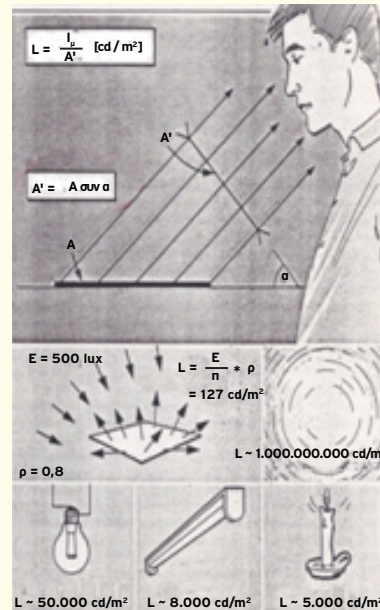 L = Iμ / A' [cd / m²]
A'
A' = A συν α
A
α
E = 500 lux
L = E / π * ρ
= 127 cd/m²
ρ = 0,8
L ~ 1.000.000.000 cd/m
L ~ 50.000 cd/m²
L ~ 8.000 cd/m²
L ~ 5.000 cd/m²